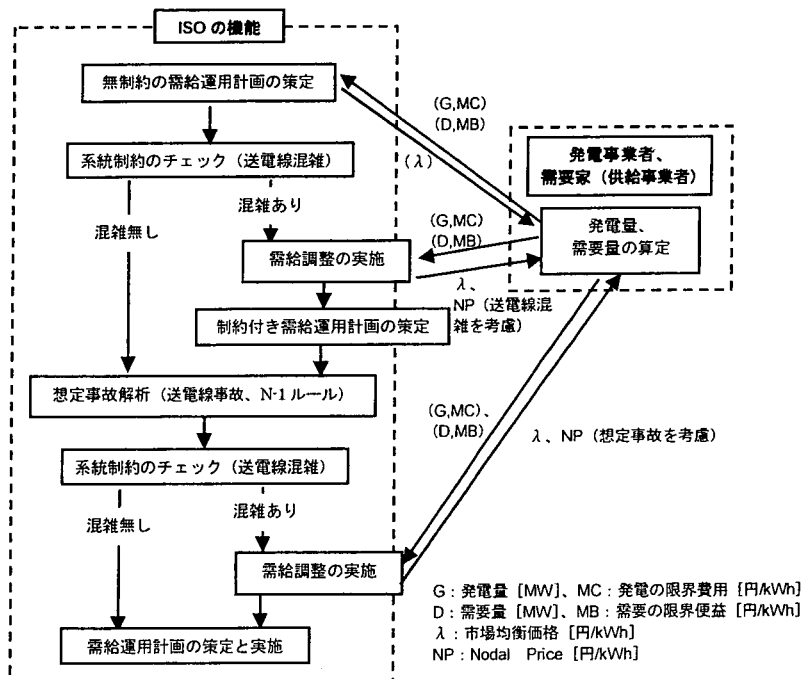 ISO の機能
無制約の需給運用計画の策定
(G,MC)
(D,MB)
(λ)
系統制約のチェック（送電線混雑）
発電事業者、
需要家（供給事業者）
混雑無し
混雑あり
(G,MC)
(D,MB)
発電量、
需要量の算定
需給調整の実施
λ、
NP（送電線混
雑を考慮）
制約付き需給運用計画の策定
想定事故解析（送電線事故、N-1 ルール）
(G,MC)、
(D,MB)
λ、NP（想定事故を考慮）
系統制約のチェック（送電線混雑）
混雑無し
混雑あり
需給調整の実施
需給運用計画の策定と実施
G：発電量［MW］、MC：発電の限界費用［円/kWh］
D：需要量［MW］、MB：需要の限界便益［円/kWh］
λ：市場均衡価格［円/kWh］
NP：Nodal Price［円/kWh］